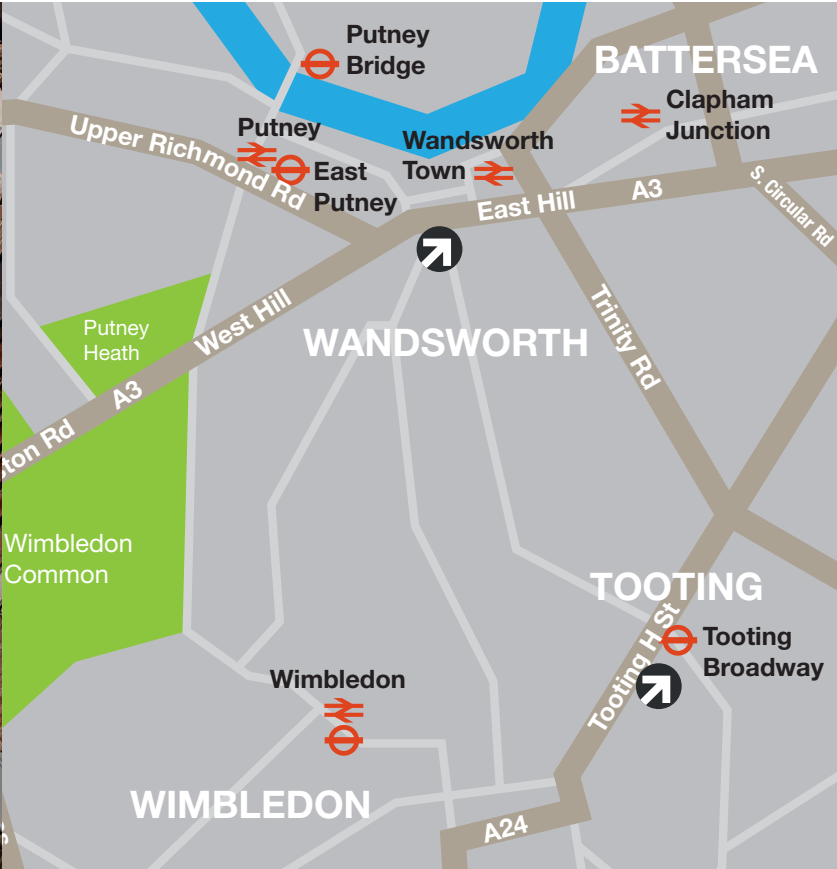 Putney
Bridge
BATTERSEA
Clapham
Junction
Upper Richmond Rd
Putney
East
Putney
Wandsworth
Town
East Hill
A3
S. Circular Rd
Putney
Heath
West Hill
A3
WANDSWORTH
Trinity Rd
ston Rd
Wimbledon
Common
TOOTING
Tooting H St
Tooting
Broadway
Wimbledon
WIMBLEDON
A24